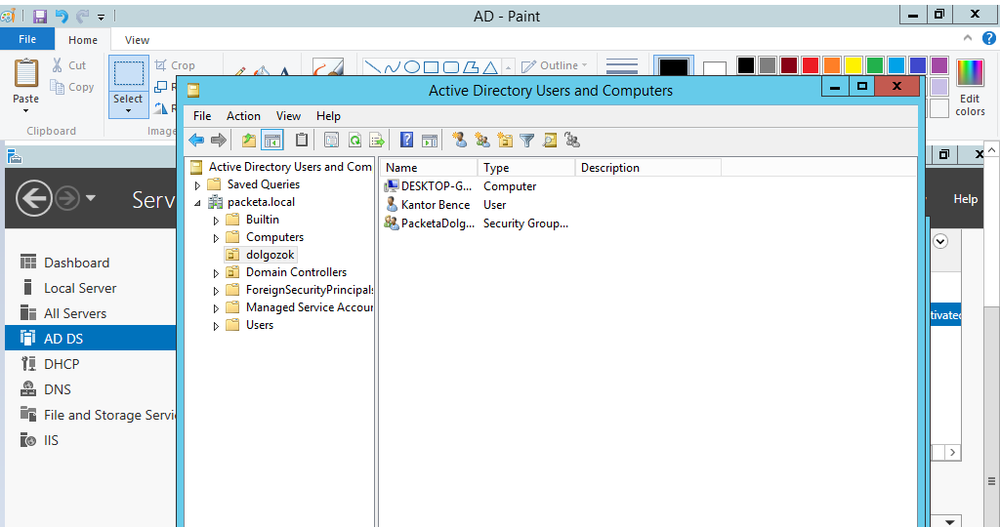 AD - Paint
File Home View
Cut
Copy
Paste
Clipboard
Select
Crop
Image
Outline
Edit colors
Active Directory Users and Computers
File Action View Help
Active Directory Users and Com
Saved Queries
packeta.local
Builtin
Computers
dolgozok
Domain Controllers
ForeignSecurityPrincipals
Managed Service Accour
Users
Name Type Description
DESKTOP-G... Computer
Kantor Bence User
PacketaDolg... Security Group...
Serv
Help
Dashboard
Local Server
All Servers
AD DS
DHCP
DNS
File and Storage Servi
IIS
tivated